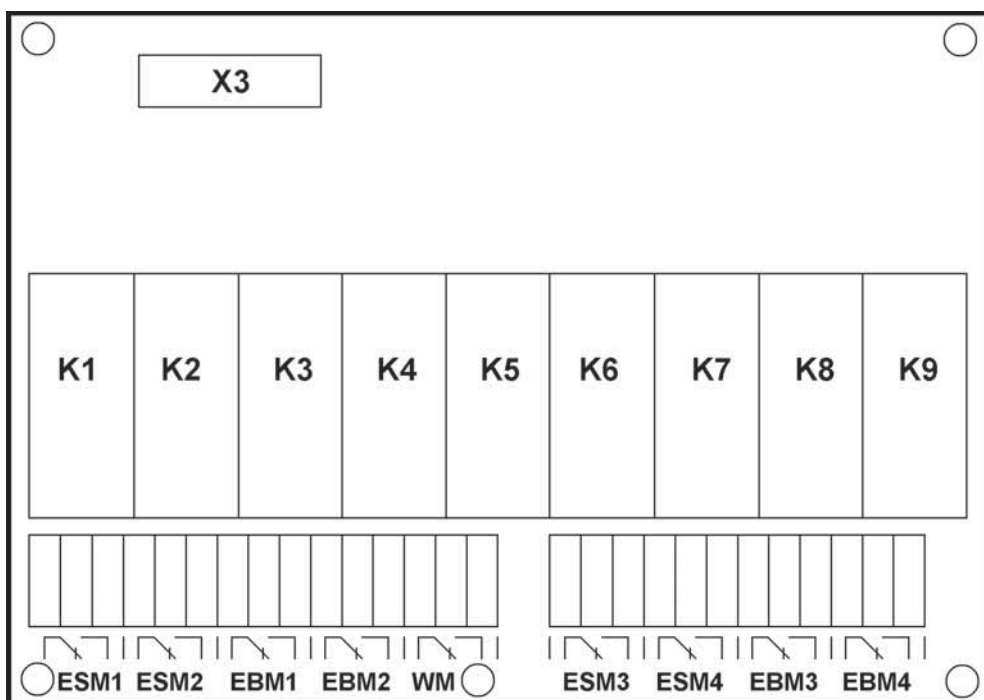 X3
K1 K2 K3 K4 K5 K6 K7 K8 K9
ESM1 ESM2 EBM1 EBM2 WM ESM3 ESM4 EBM3 EBM4